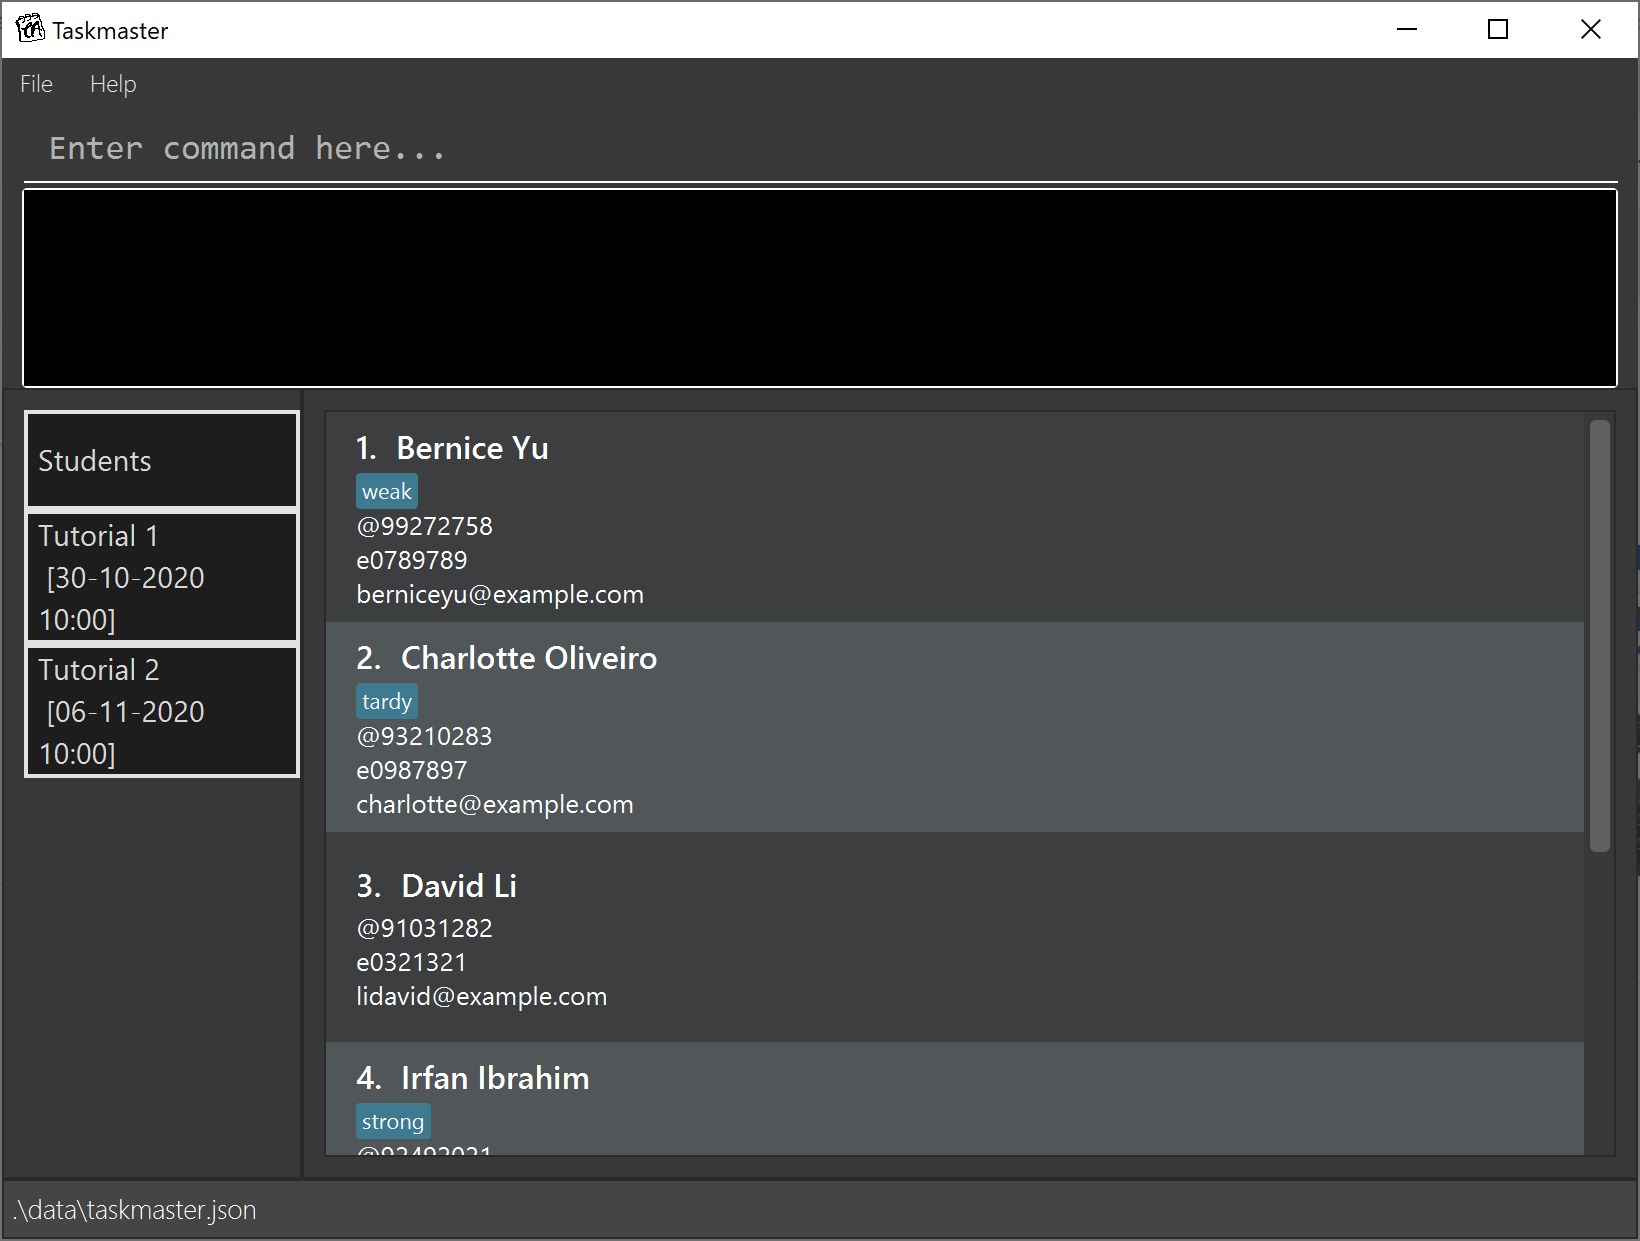 Taskmaster
File Help
Enter command here...
Students
Tutorial 1
[30-10-2020
10:00]
Tutorial 2
[06-11-2020
10:00]
1. Bernice Yu
weak
@99272758
e0789789
berniceyu@example.com
2. Charlotte Oliveiro
tardy
@93210283
e0987897
charlotte@example.com
3. David Li
@91031282
e0321321
lidavid@example.com
4. Irfan Ibrahim
strong
@92492021
.\data\taskmaster.json